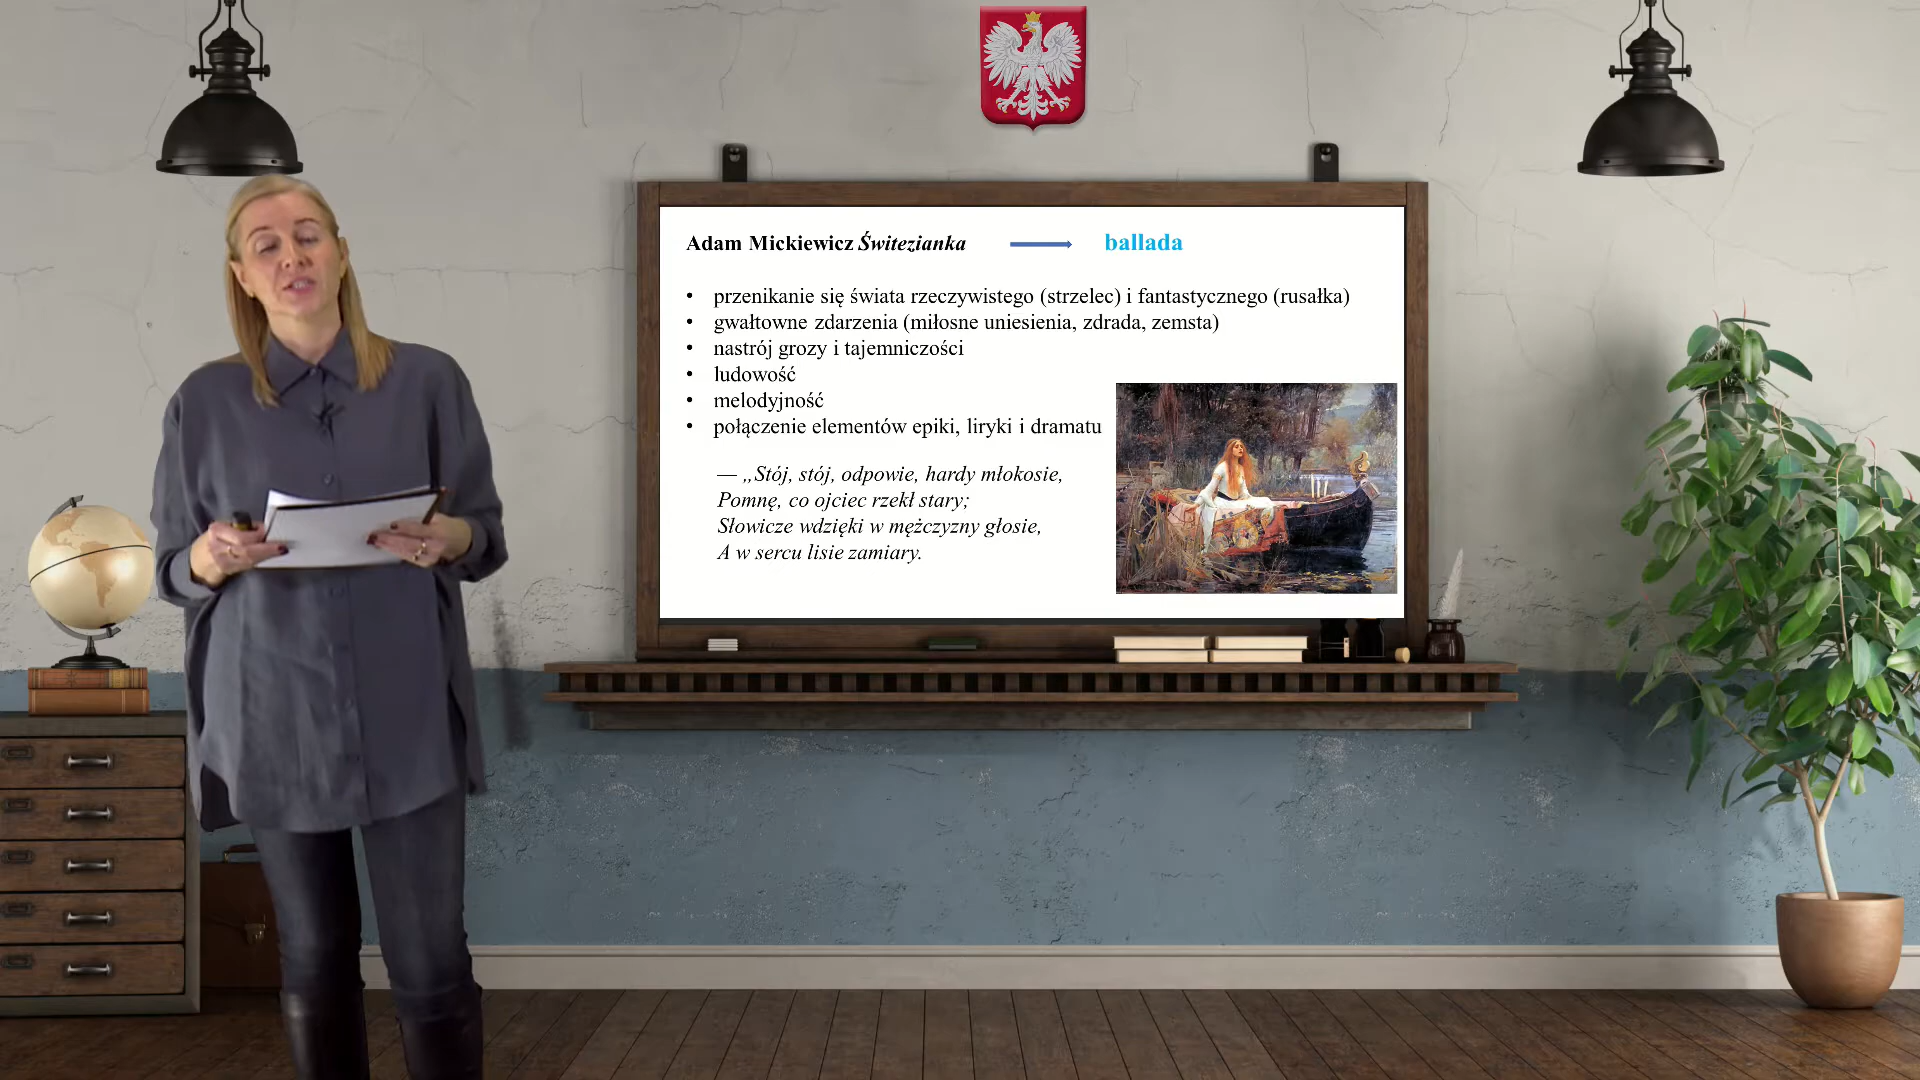 Adam Mickiewicz Świtezianka ballada
• przenikanie się świata rzeczywistego (strzelec) i fantastycznego (rusałka)
• gwałtowne zdarzenia (miłosne uniesienia, zdrada, zemsta)
• nastrój grozy i tajemniczości
• ludowość
• melodyjność
• połączenie elementów epiki, liryki i dramatu
— „Stój, stój, odpowie, hardy młokosie,
Pomnę, co ojciec rzekł stary;
Słowicze wdzięki w mężczyzny głosie,
A w sercu lisie zamiary.